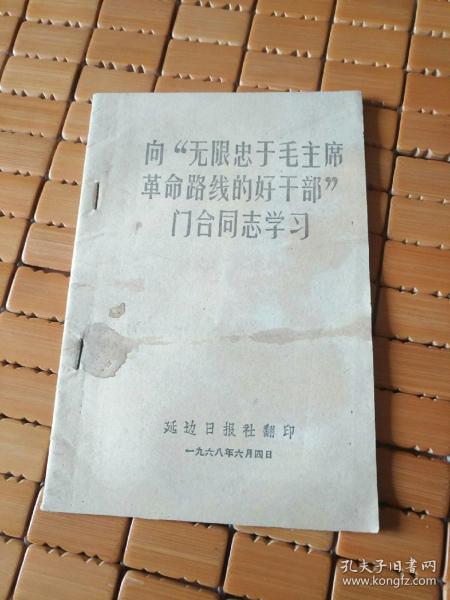 向“无限忠于毛主席
革命路线的好干部”
门合同志学习
延边日报社翻印
一九六八年六月四日
孔夫子旧书网
www.kongfz.com